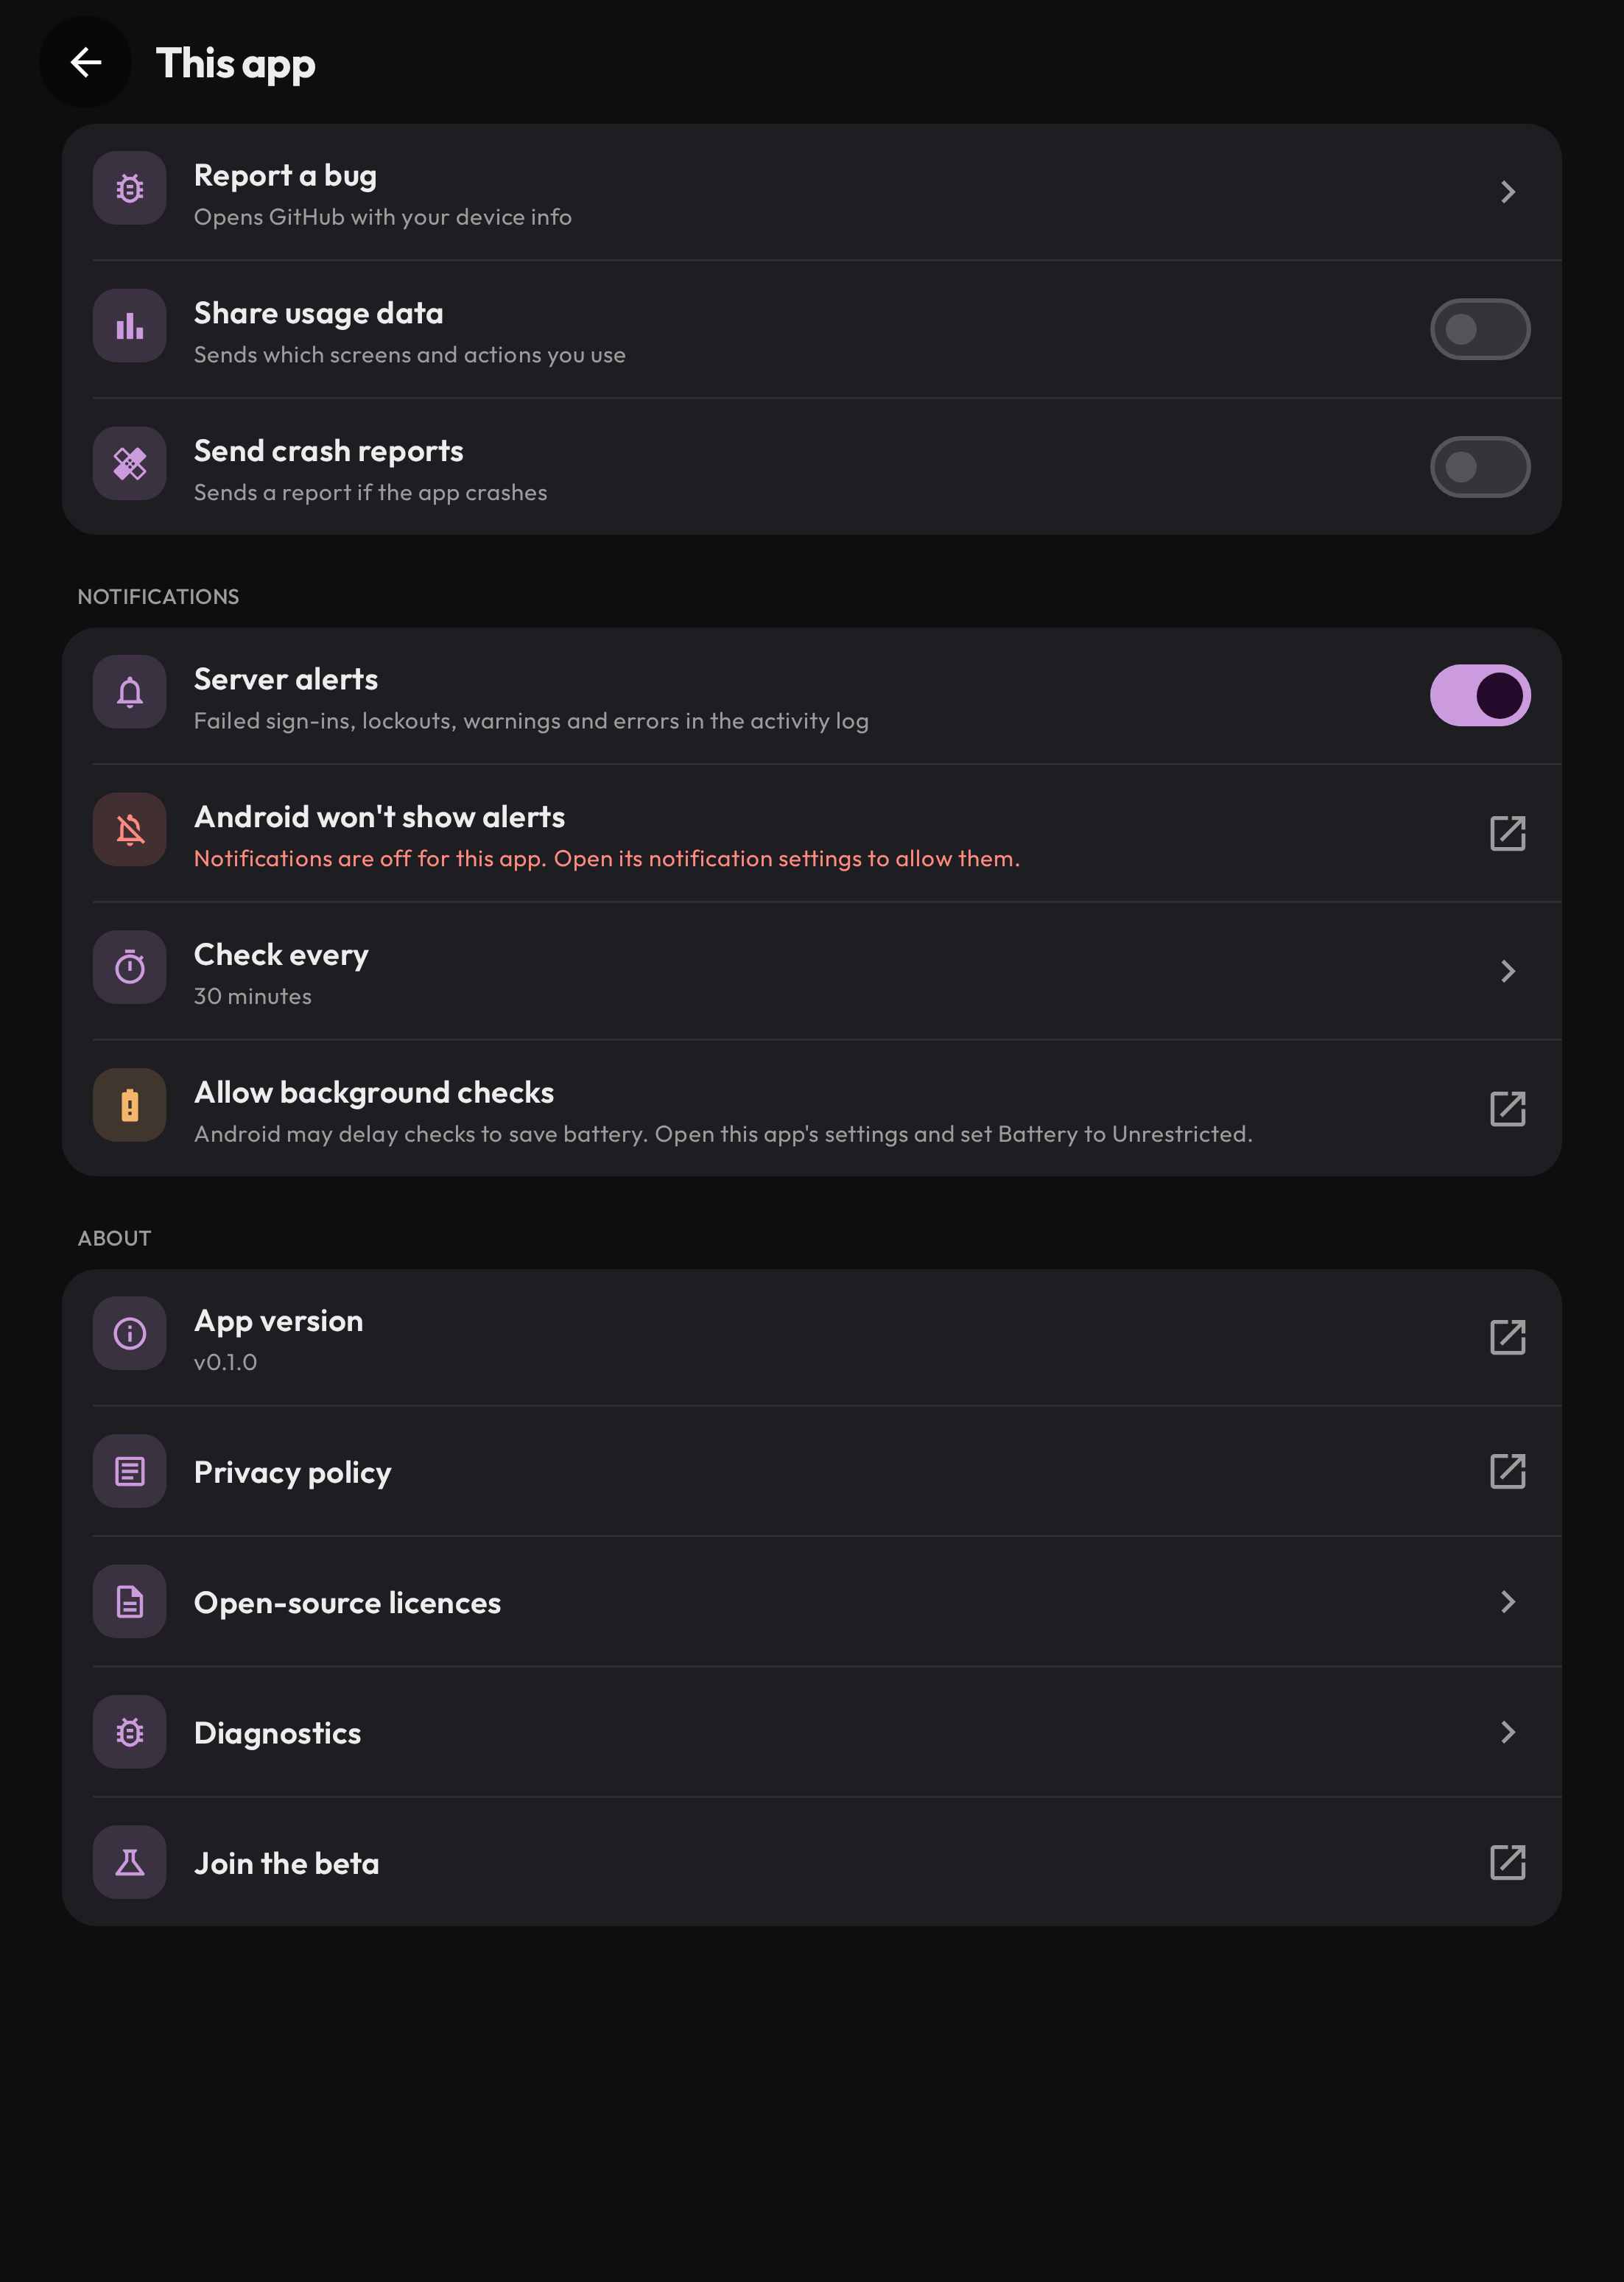 This app
Report a bug
Opens GitHub with your device info
Share usage data
Sends which screens and actions you use
Send crash reports
Sends a report if the app crashes
NOTIFICATIONS
Server alerts
Failed sign-ins, lockouts, warnings and errors in the activity log
Android won't show alerts
Notifications are off for this app. Open its notification settings to allow them.
Check every
30 minutes
Allow background checks
Android may delay checks to save battery. Open this app's settings and set Battery to Unrestricted.
ABOUT
App version
v0.1.0
Privacy policy
Open-source licences
Diagnostics
Join the beta